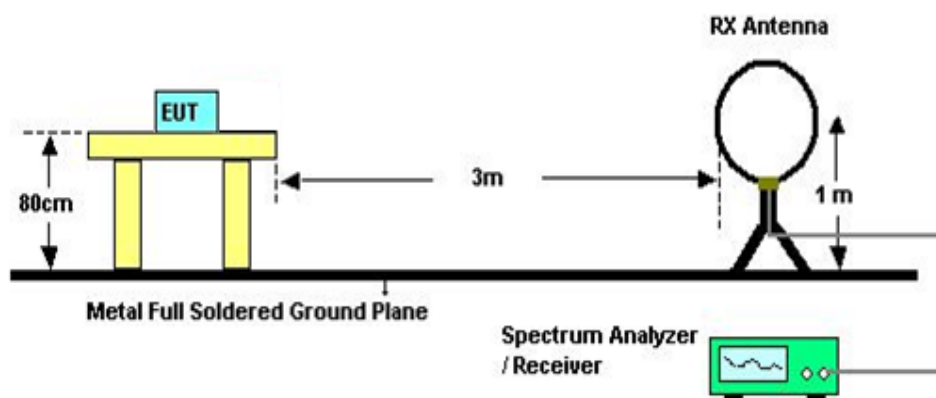 RX Antenna
EUT
80cm
3m
1 m
Metal Full Soldered Ground Plane
Spectrum Analyzer
/ Receiver